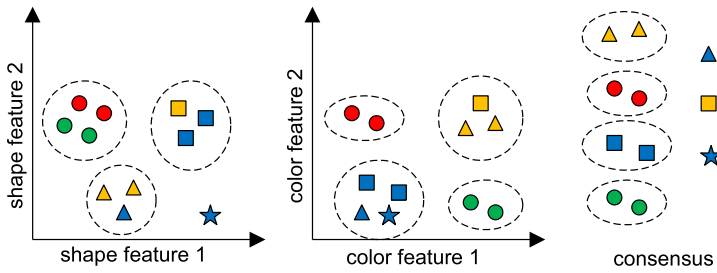 shape feature 2
shape feature 1
color feature 2
color feature 1
consensus